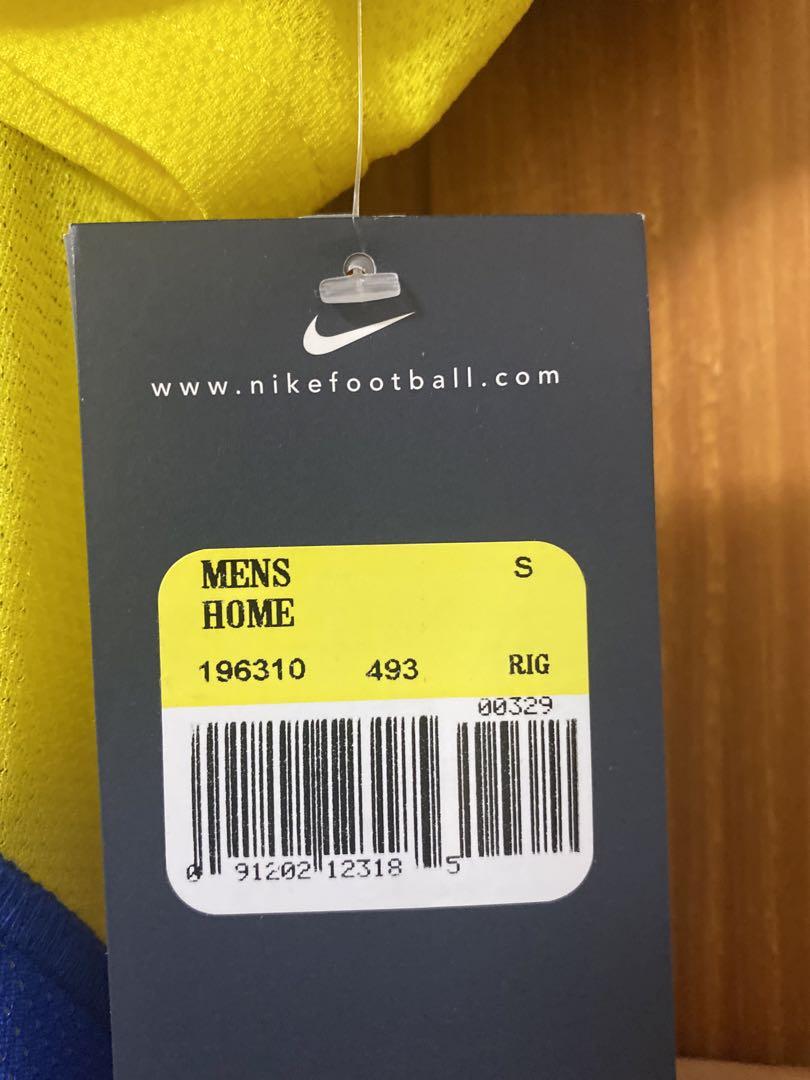 www.nikefootball.com
MENS S
HOME
196310 493 RIG
00329
0 91202 12318 5